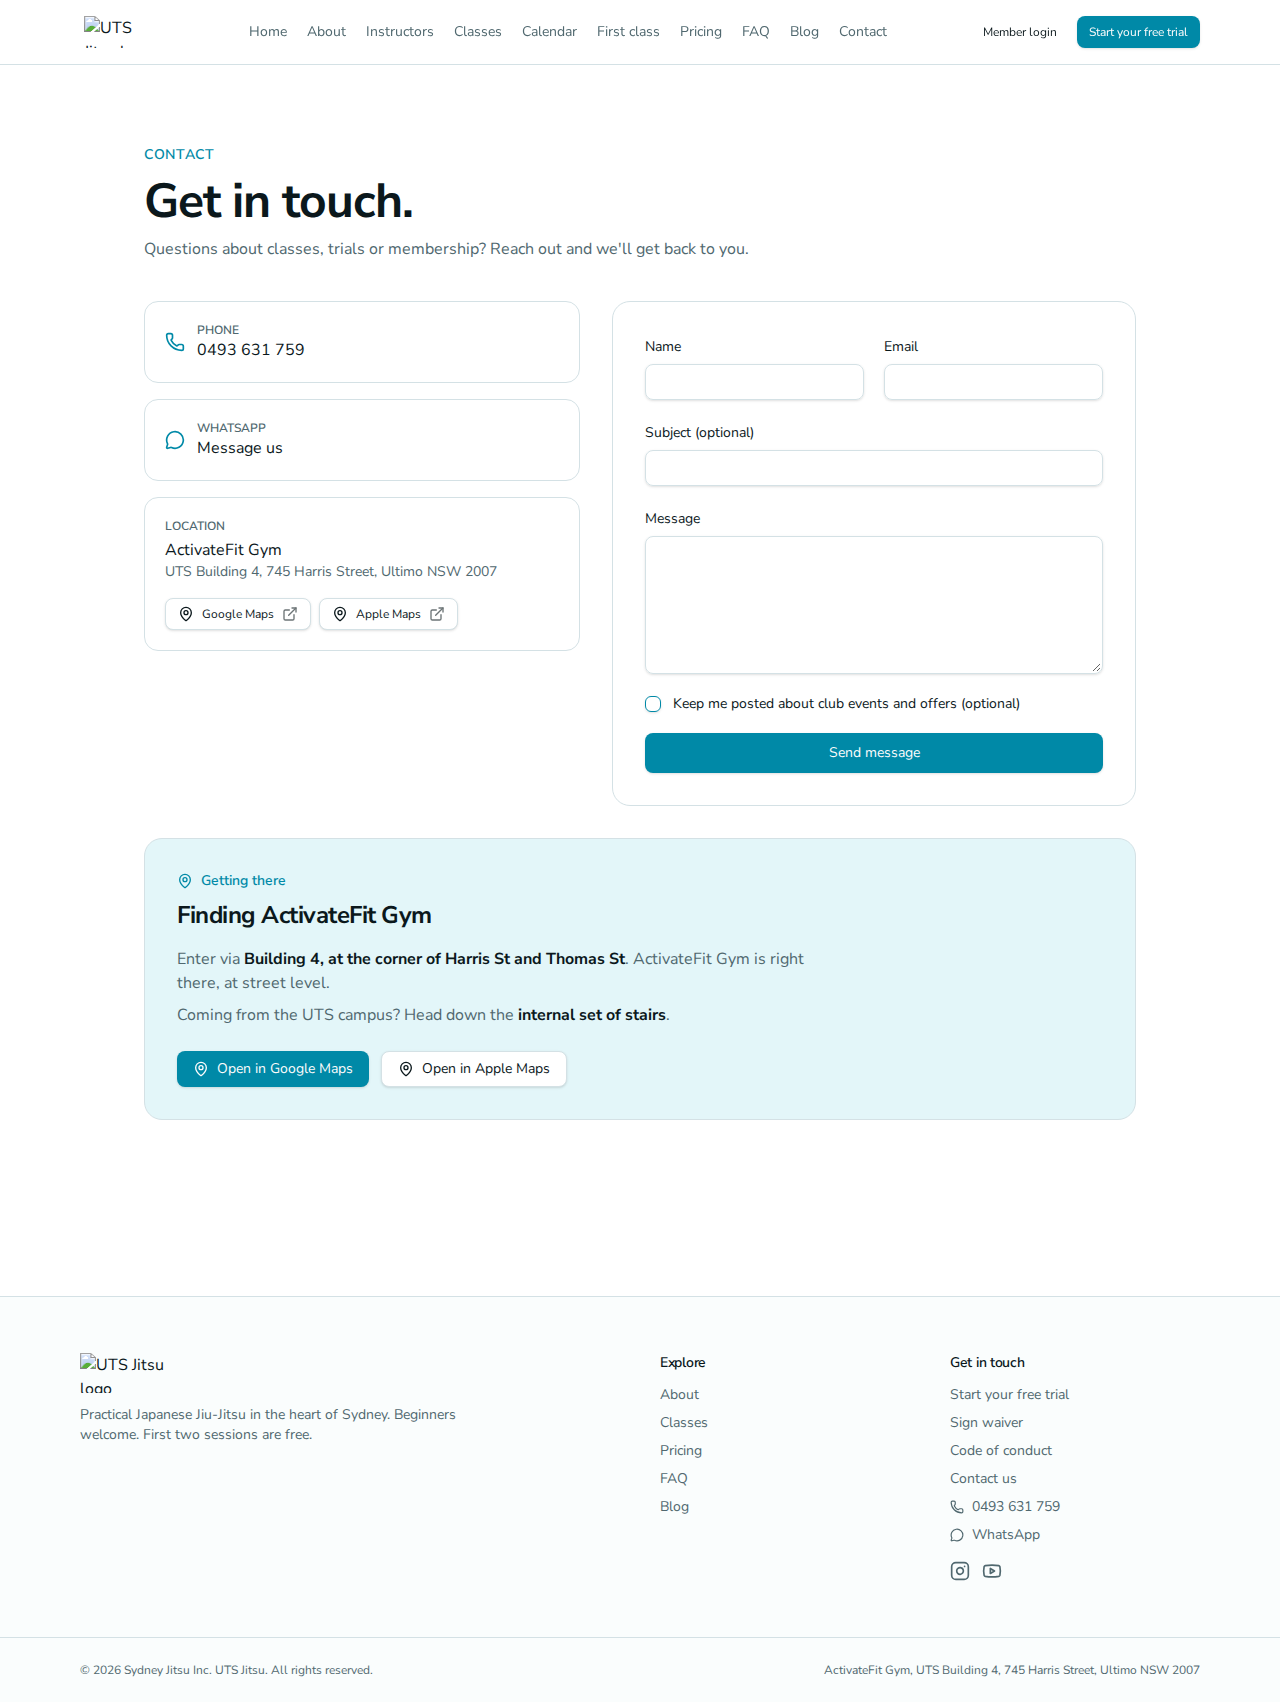 UTS
Home About Instructors Classes Calendar First class Pricing FAQ Blog Contact
Member login
Start your free trial
CONTACT
Get in touch.
Questions about classes, trials or membership? Reach out and we'll get back to you.
PHONE
0493 631 759
WHATSAPP
Message us
LOCATION
ActivateFit Gym
UTS Building 4, 745 Harris Street, Ultimo NSW 2007
Google Maps
Apple Maps
Name
Email
Subject (optional)
Message
Keep me posted about club events and offers (optional)
Send message
Getting there
Finding ActivateFit Gym
Enter via Building 4, at the corner of Harris St and Thomas St. ActivateFit Gym is right
there, at street level.
Coming from the UTS campus? Head down the internal set of stairs.
Open in Google Maps
Open in Apple Maps
UTS Jitsu
logo
Practical Japanese Jiu-Jitsu in the heart of Sydney. Beginners
welcome. First two sessions are free.
Explore
About
Classes
Pricing
FAQ
Blog
Get in touch
Start your free trial
Sign waiver
Code of conduct
Contact us
0493 631 759
WhatsApp
© 2026 Sydney Jitsu Inc. UTS Jitsu. All rights reserved.
ActivateFit Gym, UTS Building 4, 745 Harris Street, Ultimo NSW 2007